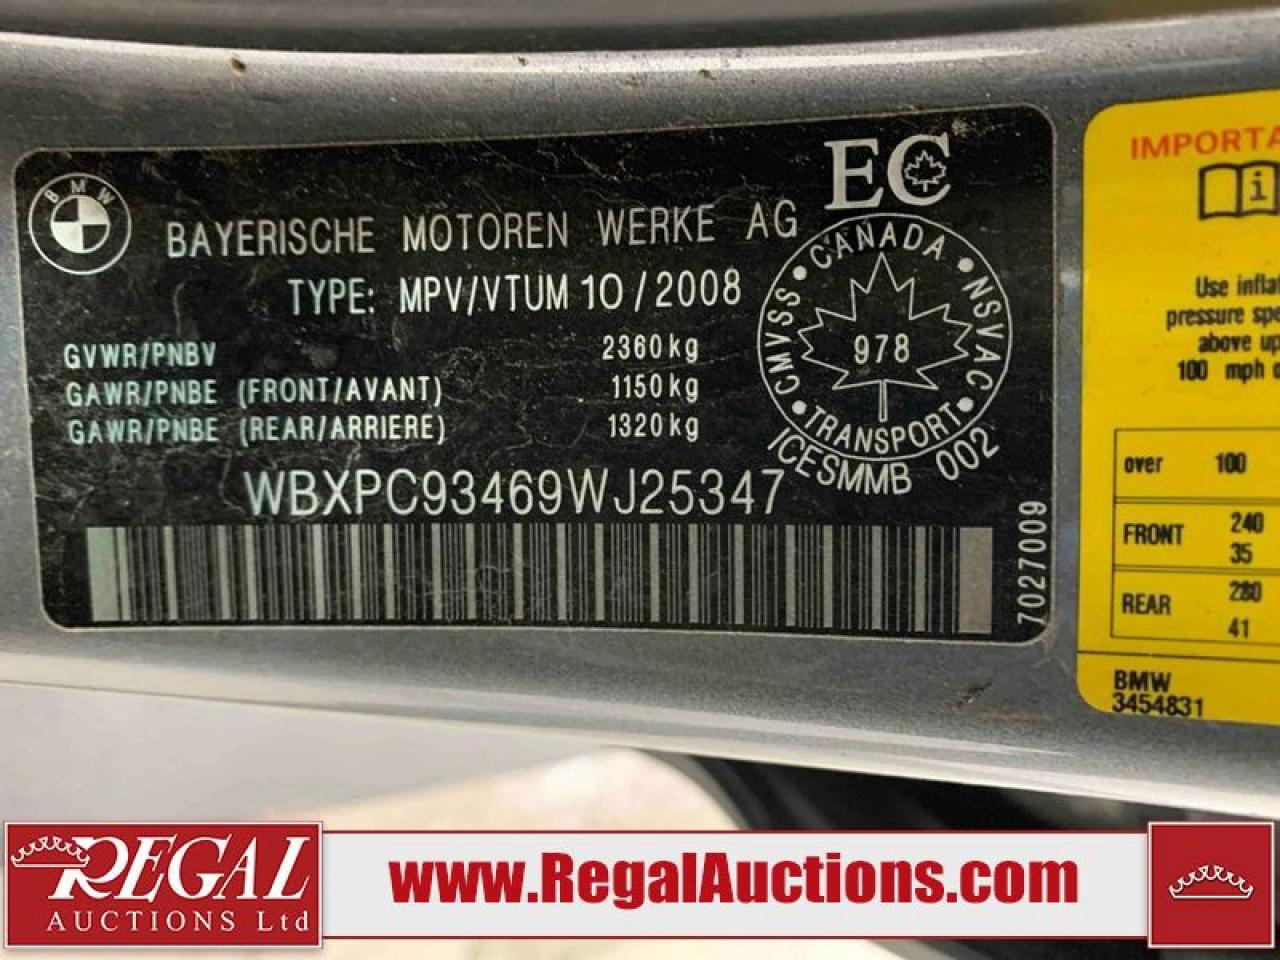 BMW
BAYERISCHE MOTOREN WERKE AG
TYPE: MPV/VTUM 10/2008
GVWR/PNBV 2360kg
GAWR/PNBE (FRONT/AVANT) 1150kg
GAWR/PNBE (REAR/ARRIERE) 1320kg
WBXPC93469WJ25347
EC
CANADA • NSVAC • TRANSPORT • CMVSS •
978
ICESMMB 002
7027009
IMPORTA
i
Use infla
pressure spe
above up
100 mph o
over 100
FRONT 240
35
REAR 280
41
BMW
3454831
REGAL
AUCTIONS Ltd
www.RegalAuctions.com